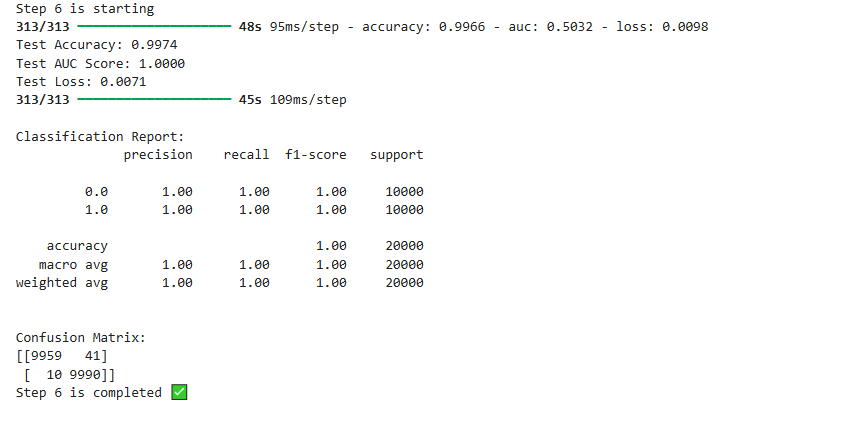 Step 6 is starting
313/313 ━━━━━━━━━━━━━━━━━━━━ 48s 95ms/step - accuracy: 0.9966 - auc: 0.5032 - loss: 0.0098
Test Accuracy: 0.9974
Test AUC Score: 1.0000
Test Loss: 0.0071
313/313 ━━━━━━━━━━━━━━━━━━━━ 45s 109ms/step
Classification Report:
precision recall f1-score support
0.0 1.00 1.00 1.00 10000
1.0 1.00 1.00 1.00 10000
accuracy 1.00 20000
macro avg 1.00 1.00 1.00 20000
weighted avg 1.00 1.00 1.00 20000
Confusion Matrix:
[[9959 41]
[ 10 9990]]
Step 6 is completed ✅